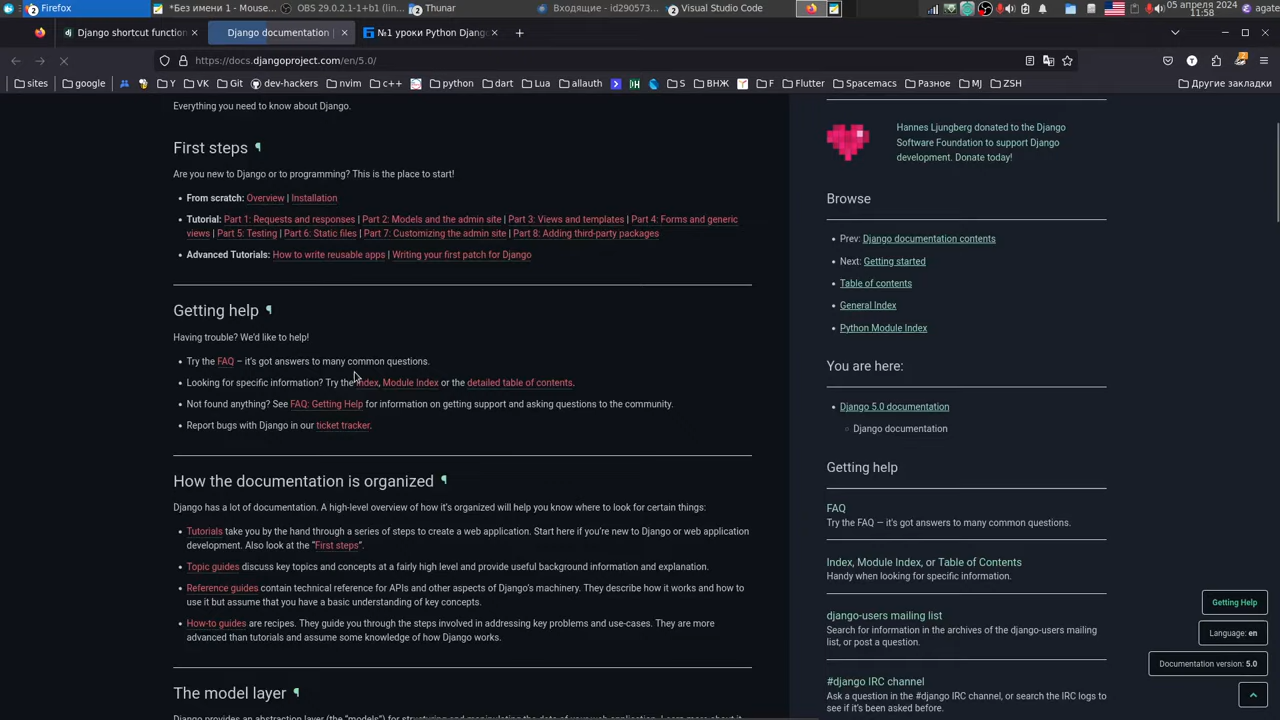 Firefox
*Без имени 1 - Mouse...
OBS 29.0.2.1-1+b1 (lin...
Thunar
Входящие - id290573...
Visual Studio Code
05 апреля 2024
11:58
agate
Django shortcut function
Django documentation
№1 уроки Python Django
https://docs.djangoproject.com/en/5.0/
sites
google
Y
VK
Git
dev-hackers
nvim
c++
python
dart
Lua
allauth
S
ВНЖ
F
Flutter
Spacemacs
Разное
MJ
ZSH
Другие закладки
Everything you need to know about Django.
First steps ¶
Are you new to Django or to programming? This is the place to start!
• From scratch: Overview | Installation
• Tutorial: Part 1: Requests and responses | Part 2: Models and the admin site | Part 3: Views and templates | Part 4: Forms and generic
views | Part 5: Testing | Part 6: Static files | Part 7: Customizing the admin site | Part 8: Adding third-party packages
• Advanced Tutorials: How to write reusable apps | Writing your first patch for Django
Getting help ¶
Having trouble? We'd like to help!
• Try the FAQ – it's got answers to many common questions.
• Looking for specific information? Try the Index, Module Index or the detailed table of contents.
• Not found anything? See FAQ: Getting Help for information on getting support and asking questions to the community.
• Report bugs with Django in our ticket tracker.
How the documentation is organized ¶
Django has a lot of documentation. A high-level overview of how it's organized will help you know where to look for certain things:
• Tutorials take you by the hand through a series of steps to create a web application. Start here if you're new to Django or web application
development. Also look at the "First steps".
• Topic guides discuss key topics and concepts at a fairly high level and provide useful background information and explanation.
• Reference guides contain technical reference for APIs and other aspects of Django's machinery. They describe how it works and how to
use it but assume that you have a basic understanding of key concepts.
• How-to guides are recipes. They guide you through the steps involved in addressing key problems and use-cases. They are more
advanced than tutorials and assume some knowledge of how Django works.
The model layer ¶
Hannes Ljungberg donated to the Django
Software Foundation to support Django
development. Donate today!
Browse
• Prev: Django documentation contents
• Next: Getting started
• Table of contents
• General Index
• Python Module Index
You are here:
• Django 5.0 documentation
◦ Django documentation
Getting help
FAQ
Try the FAQ — it's got answers to many common questions.
Index, Module Index, or Table of Contents
Handy when looking for specific information.
django-users mailing list
Search for information in the archives of the django-users mailing
list, or post a question.
#django IRC channel
Ask a question in the #django IRC channel, or search the IRC logs to
see if it's been asked before.
Getting Help
Language: en
Documentation version: 5.0